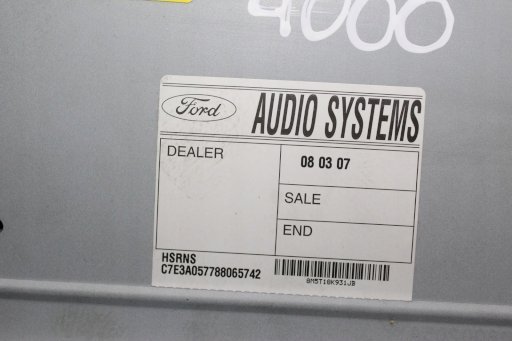 4000
Ford AUDIO SYSTEMS
DEALER
08 03 07
SALE
END
HSRNS
C7E3A057788065742
8M5T18K931JB